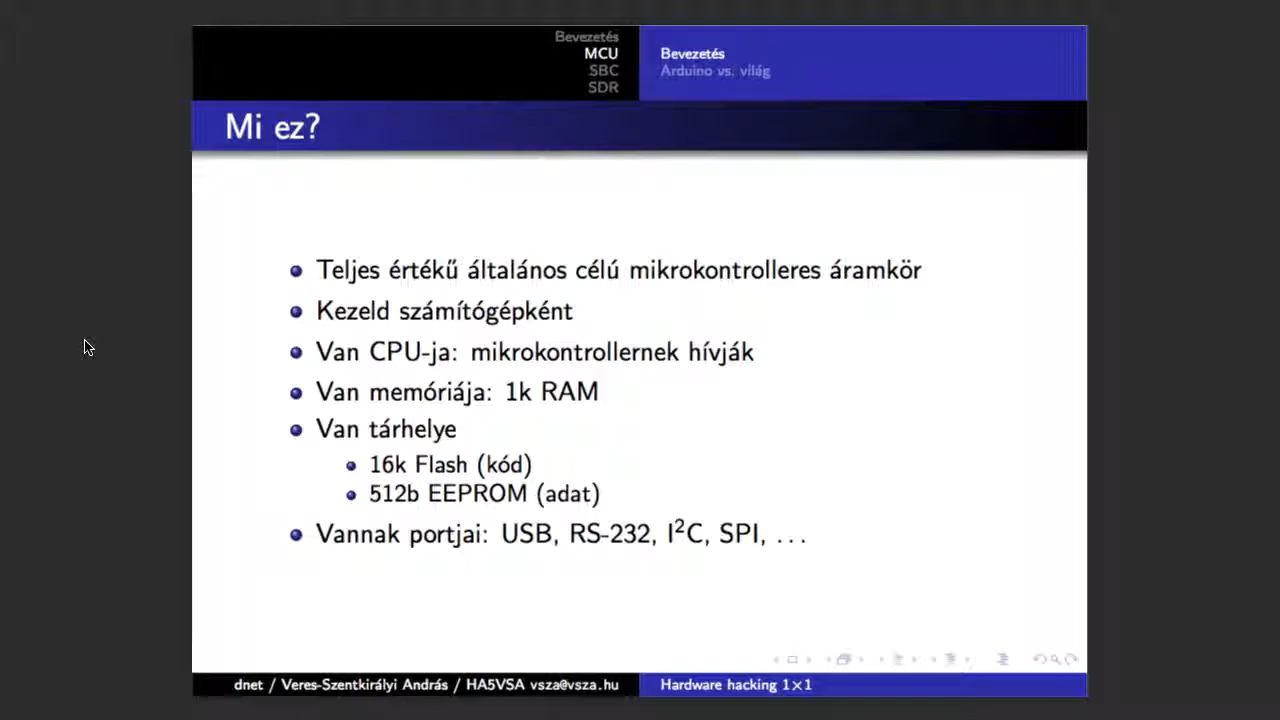 Bevezetés
MCU
SBC
SDR
Bevezetés
Arduino vs. világ
Mi ez?
Teljes értékű általános célú mikrokontrolleres áramkör
Kezeld számítógépként
Van CPU-ja: mikrokontrollernek hívják
Van memóriája: 1k RAM
Van tárhelye
16k Flash (kód)
512b EEPROM (adat)
Vannak portjai: USB, RS-232, I²C, SPI, ...
dnet / Veres-Szentkirályi András / HA5VSA vsza@vsza.hu
Hardware hacking 1×1